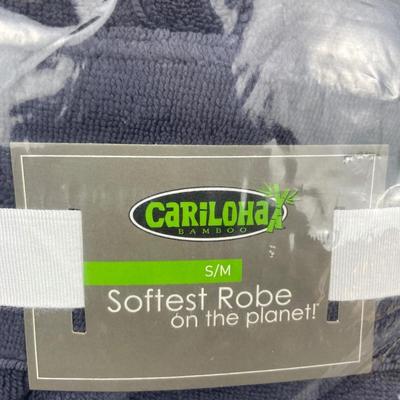 CARILOHA
BAMBOO
S/M
Softest Robe
on the planet!